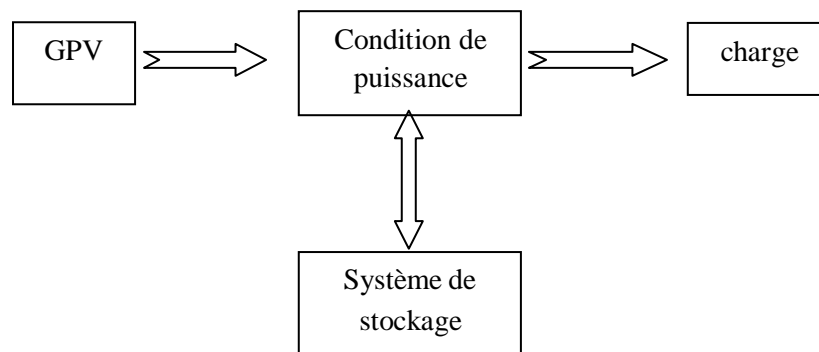 GPV
Condition de
puissance
charge
Système de
stockage